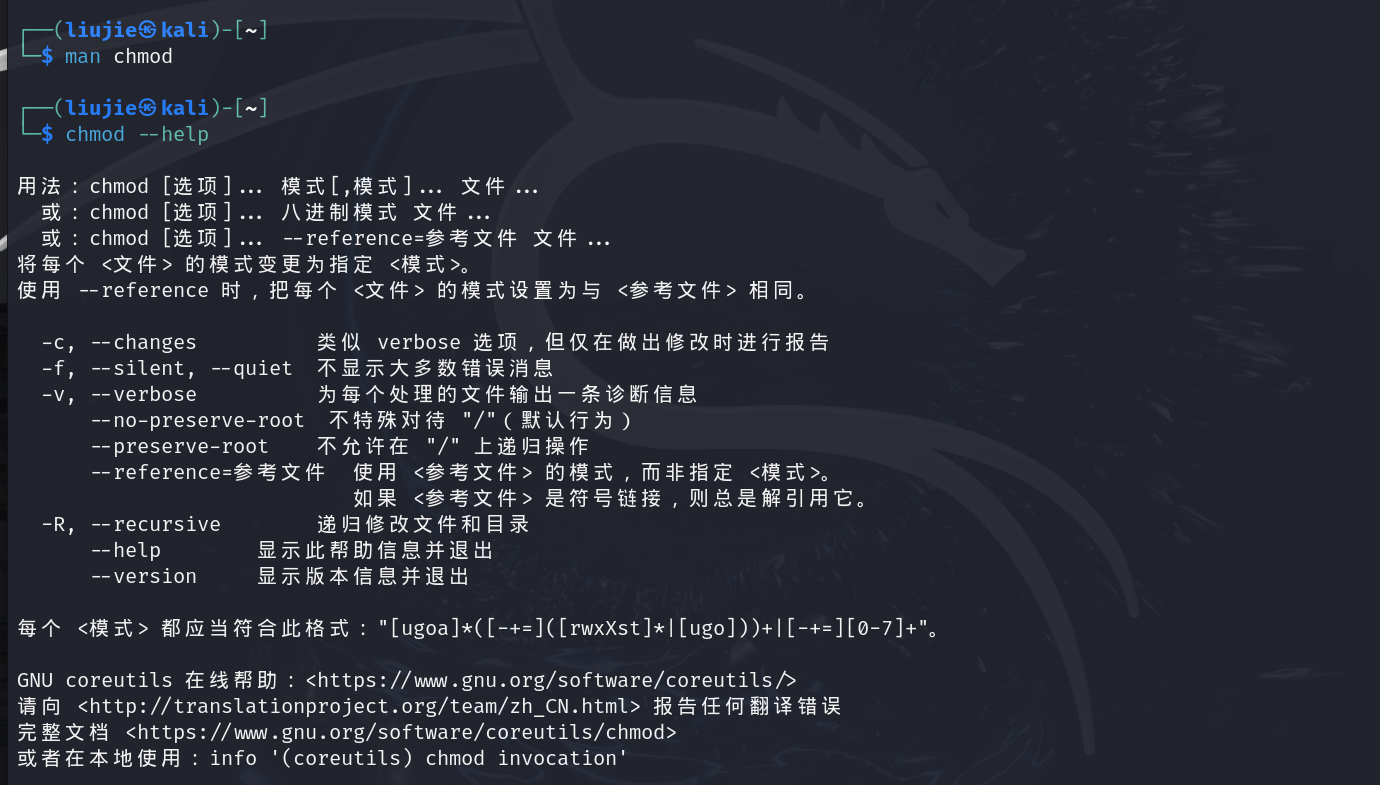 ┌──(liujie㉿kali)-[~]
└─$ man chmod
┌──(liujie㉿kali)-[~]
└─$ chmod --help
用法：chmod [选项]... 模式[,模式]... 文件...
或：chmod [选项]... 八进制模式 文件...
或：chmod [选项]... --reference=参考文件 文件...
将每个 <文件> 的模式变更为指定 <模式>。
使用 --reference 时，把每个 <文件> 的模式设置为与 <参考文件> 相同。
-c, --changes 类似 verbose 选项，但仅在做出修改时进行报告
-f, --silent, --quiet 不显示大多数错误消息
-v, --verbose 为每个处理的文件输出一条诊断信息
--no-preserve-root 不特殊对待 "/"（默认行为）
--preserve-root 不允许在 "/" 上递归操作
--reference=参考文件 使用 <参考文件> 的模式，而非指定 <模式>。
如果 <参考文件> 是符号链接，则总是解引用它。
-R, --recursive 递归修改文件和目录
--help 显示此帮助信息并退出
--version 显示版本信息并退出
每个 <模式> 都应当符合此格式："[ugoa]*([-+=]([rwxXst]*|[ugo]))+|[-+=][0-7]+"。
GNU coreutils 在线帮助：<https://www.gnu.org/software/coreutils/>
请向 <http://translationproject.org/team/zh_CN.html> 报告任何翻译错误
完整文档 <https://www.gnu.org/software/coreutils/chmod>
或者在本地使用：info '(coreutils) chmod invocation'